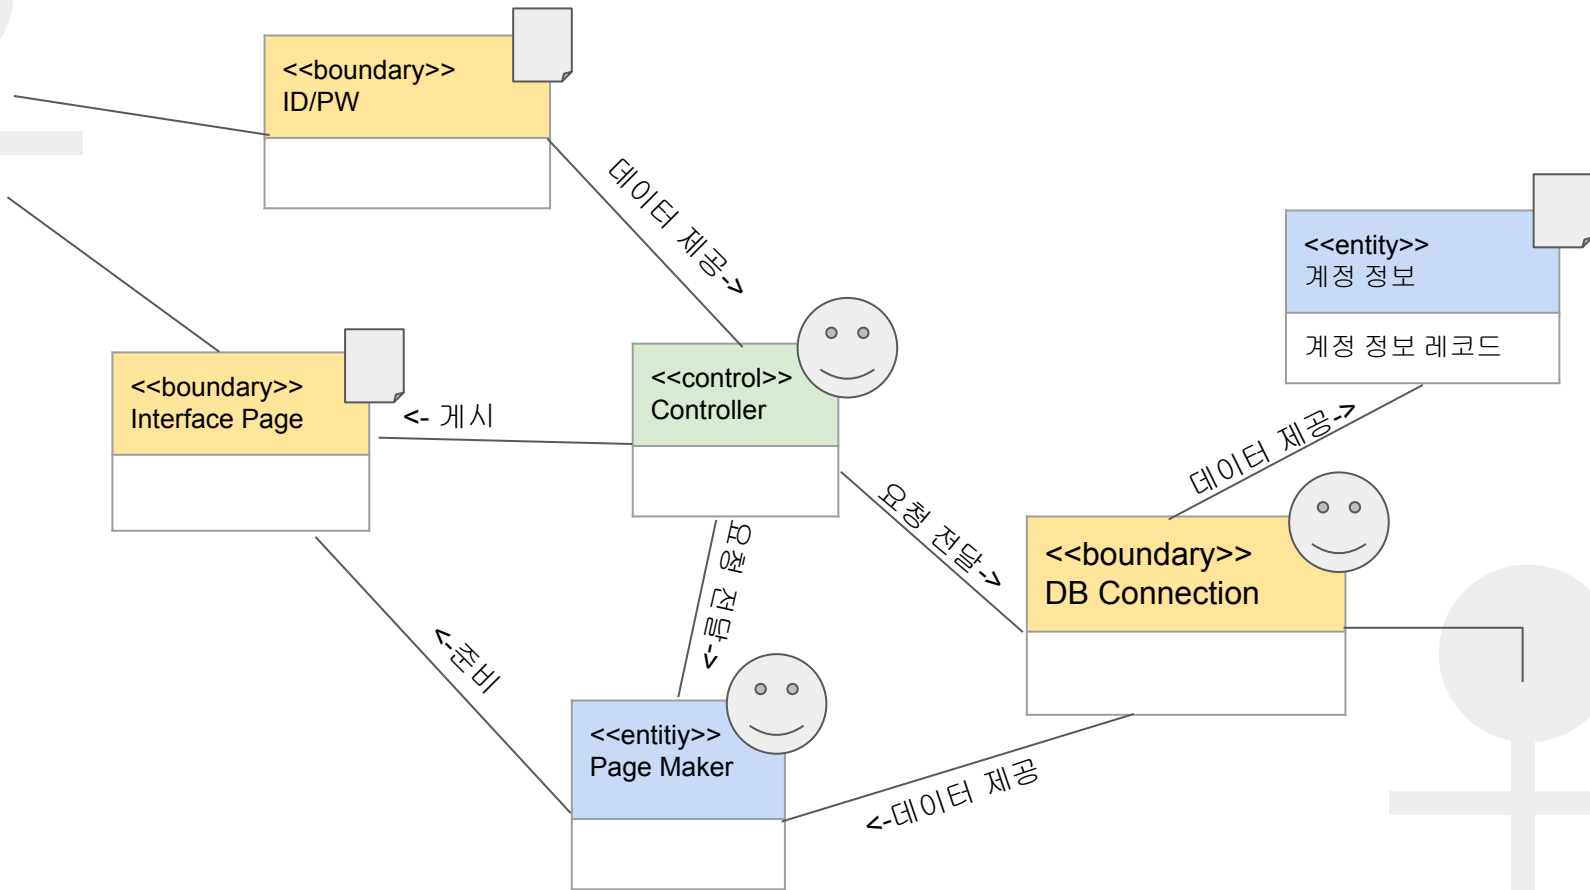 <<boundary>>
ID/PW
데이터 제공->
<<entity>>
계정 정보
계정 정보 레코드
<<boundary>>
Interface Page
<- 게시
<<control>>
Controller
데이터 제공->
요청 전달->
요청 전달->
<<boundary>>
DB Connection
<-준비
<<entitiy>>
Page Maker
<-데이터 제공